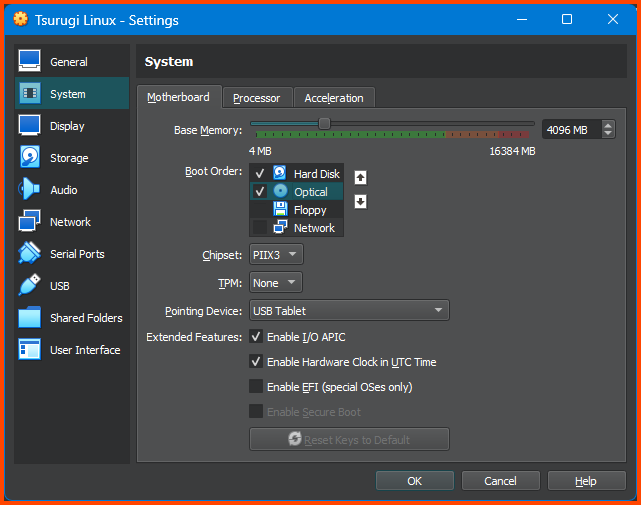 Tsurugi Linux - Settings
General
System
Display
Storage
Audio
Network
Serial Ports
USB
Shared Folders
User Interface
System
Motherboard Processor Acceleration
Base Memory: 4096 MB
4 MB 16384 MB
Boot Order: Hard Disk
Optical
Floppy
Network
Chipset: PIIX3
TPM: None
Pointing Device: USB Tablet
Extended Features: Enable I/O APIC
Enable Hardware Clock in UTC Time
Enable EFI (special OSes only)
Enable Secure Boot
Reset Keys to Default
OK Cancel Help